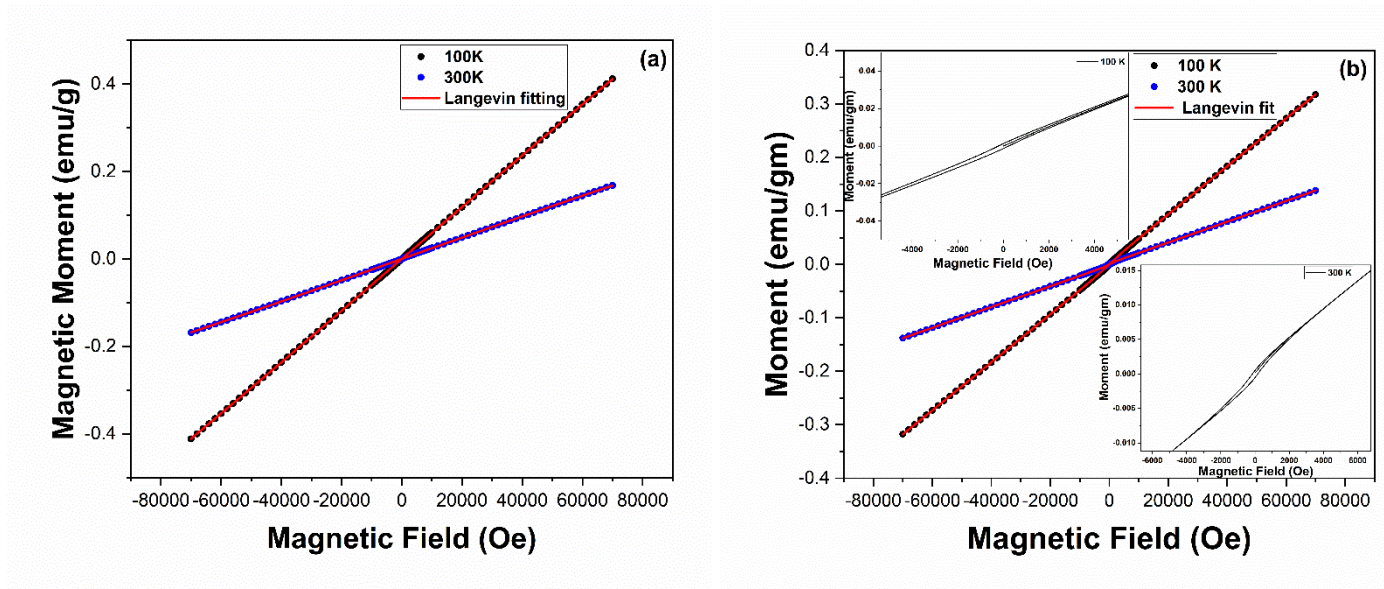 (a)
100K
300K
Langevin fitting
0.4
0.2
0.0
-0.2
-0.4
Magnetic Moment (emu/g)
-80000 -60000 -40000 -20000 0 20000 40000 60000 80000
Magnetic Field (Oe)
(b)
100 K
300 K
Langevin fit
0.4
0.3
0.2
0.1
0.0
-0.1
-0.2
-0.3
-0.4
Moment (emu/gm)
-80000 -60000 -40000 -20000 0 20000 40000 60000 80000
Magnetic Field (Oe)
100 K
0.04
0.02
0.00
-0.02
-0.04
Moment (emu/gm)
-4000 -2000 0 2000 4000
Magnetic Field (Oe)
300 K
0.015
0.010
0.005
0.000
-0.005
-0.010
Moment (emu/gm)
-6000 -4000 -2000 0 2000 4000 6000
Magnetic Field (Oe)